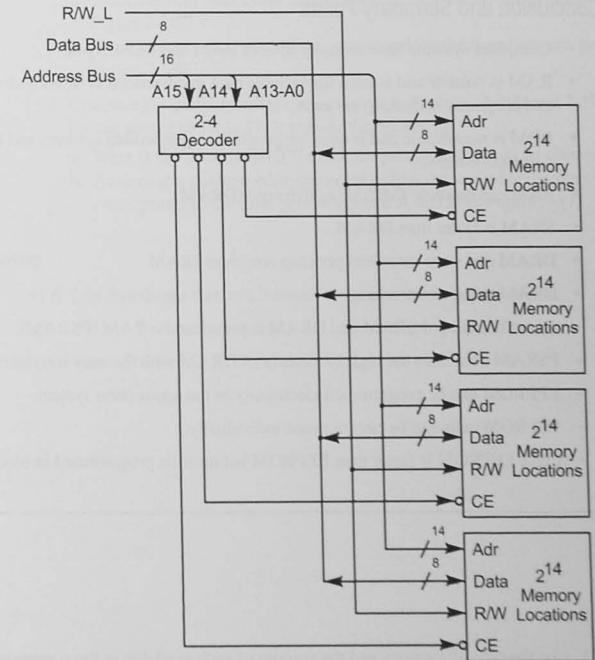 R/W_L
Data Bus 8
Address Bus 16
A15 A14 A13-A0
2-4
Decoder
14
Adr
8
Data
2^14
Memory
R/W Locations
CE
14
Adr
8
Data
2^14
Memory
R/W Locations
CE
14
Adr
8
Data
2^14
Memory
R/W Locations
CE
14
Adr
8
Data
2^14
Memory
R/W Locations
CE